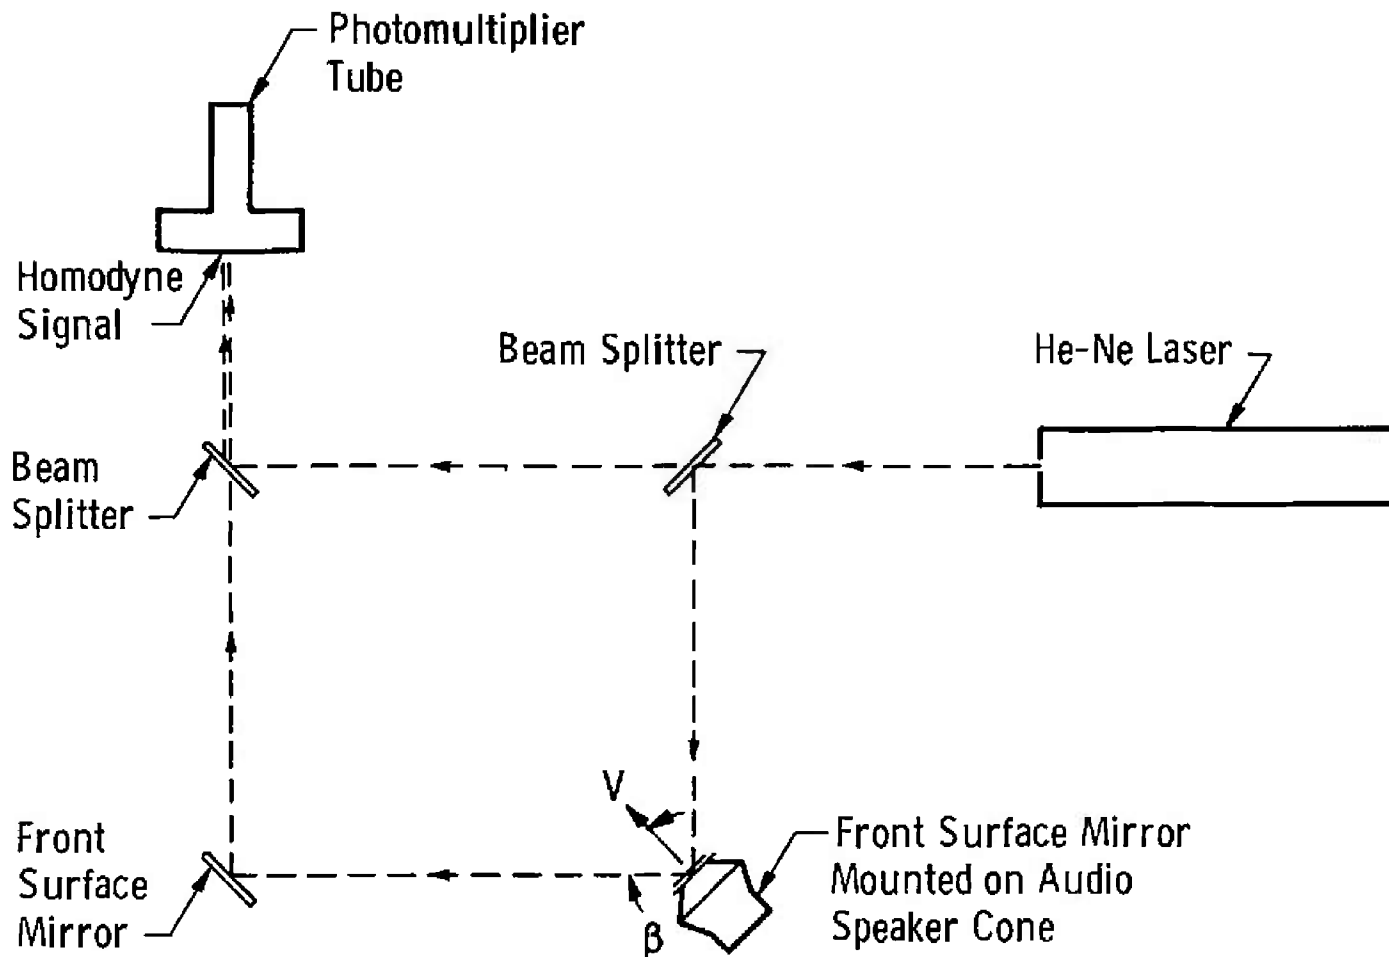 Photomultiplier
Tube
Homodyne
Signal
Beam Splitter
He-Ne Laser
Beam
Splitter
V
Front
Surface
Mirror
β
Front Surface Mirror
Mounted on Audio
Speaker Cone